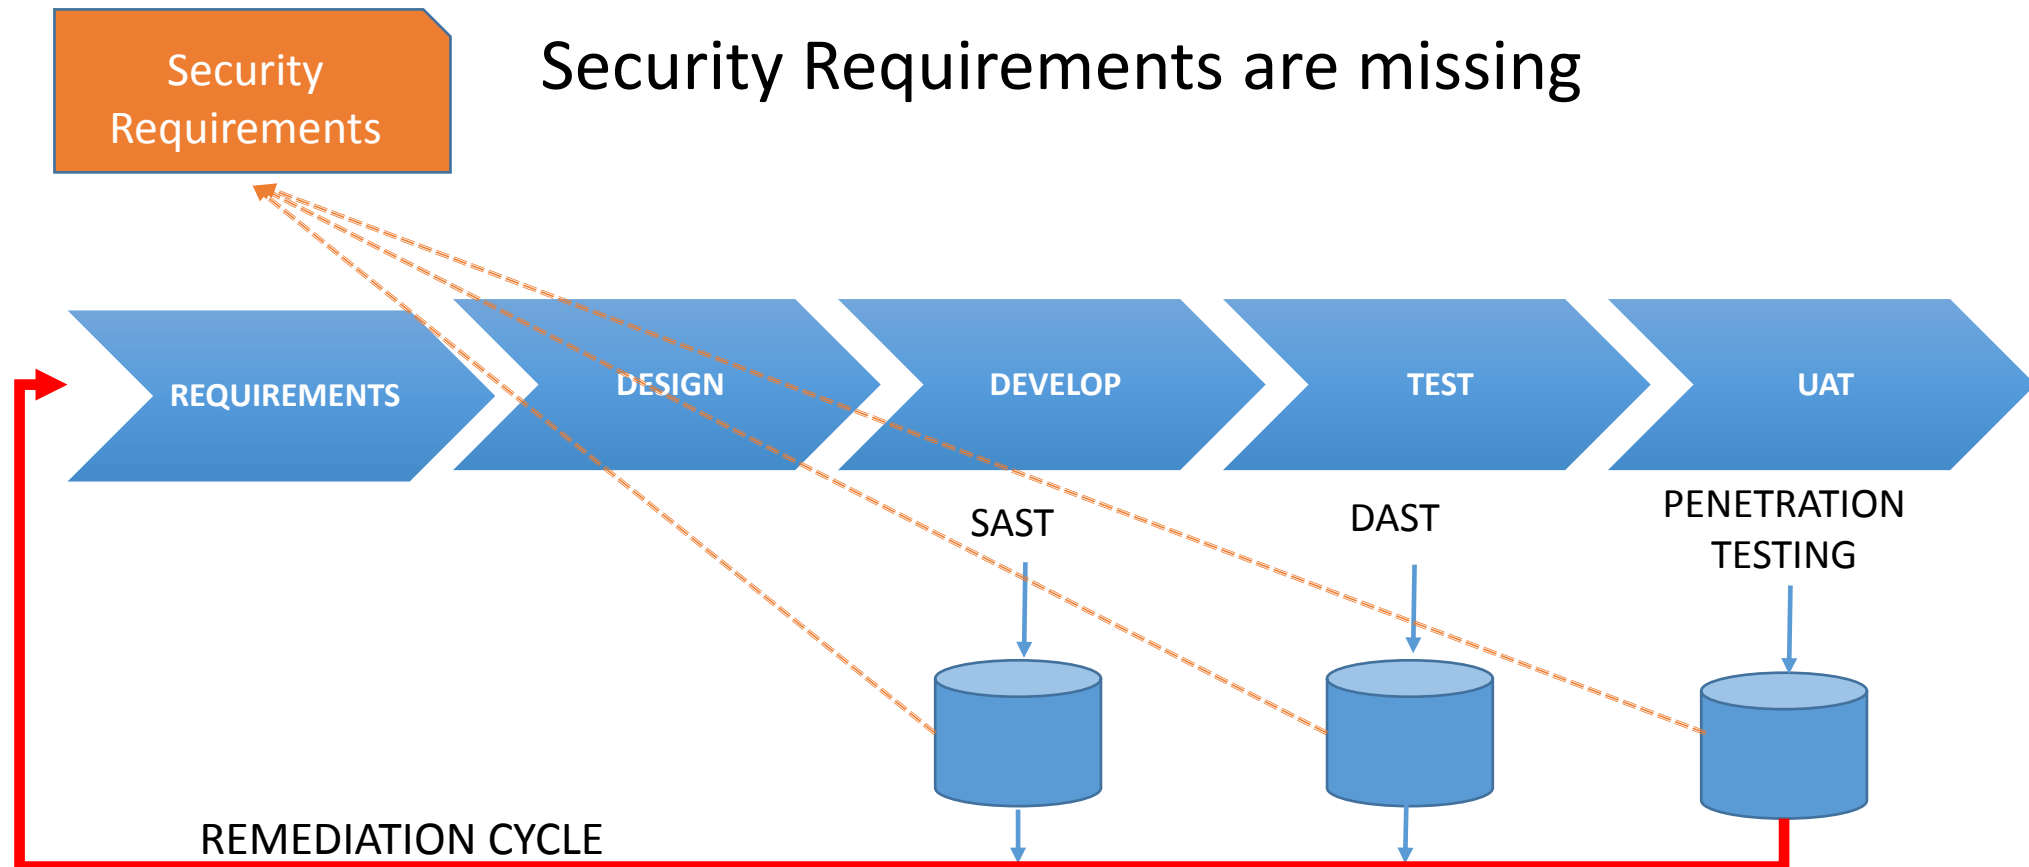 Security
Requirements
Security Requirements are missing
REQUIREMENTS
DESIGN
DEVELOP
TEST
UAT
SAST
DAST
PENETRATION
TESTING
REMEDIATION CYCLE